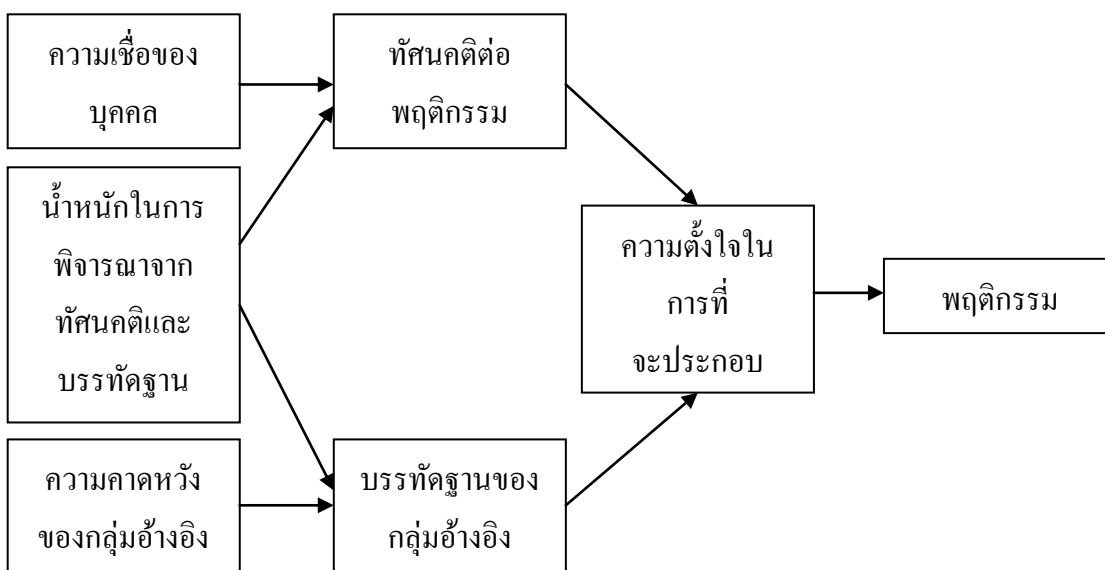 ความเชื่อของ
บุคคล
ทัศนคติต่อ
พฤติกรรม
น้ำหนักในการ
พิจารณาจาก
ทัศนคติและ
บรรทัดฐาน
ความตั้งใจใน
การที่
จะประกอบ
พฤติกรรม
ความคาดหวัง
ของกลุ่มอ้างอิง
บรรทัดฐานของ
กลุ่มอ้างอิง